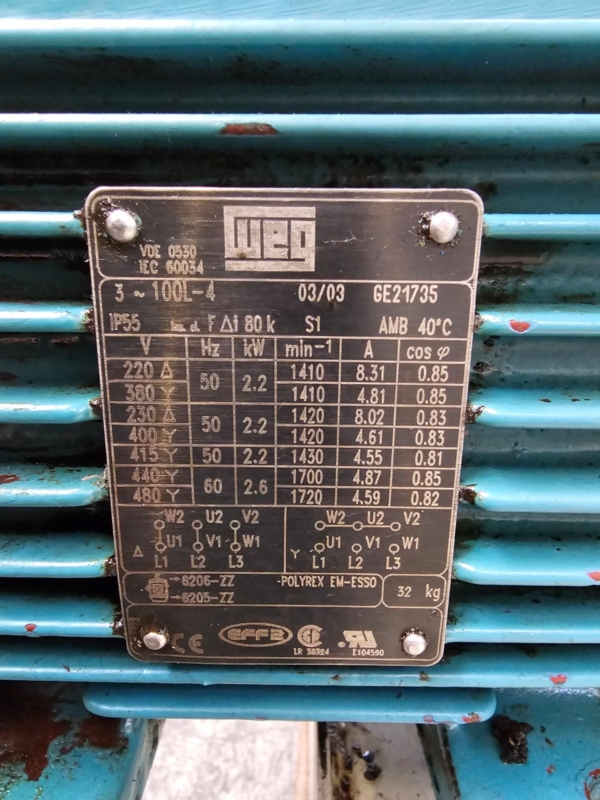 WEG
VDE 0530
IEC 60034
3 ~ 100L-4 03/03 GE21735
IP55 F Δt 80 k S1 AMB 40°C
V Hz kW min-1 A cos φ
220 Δ 50 2.2 1410 8.31 0.85
380 Y 1410 4.81 0.85
230 Δ 50 2.2 1420 8.02 0.83
400 Y 1420 4.61 0.83
415 Y 50 2.2 1430 4.55 0.81
440 Y 60 2.6 1700 4.87 0.85
480 Y 1720 4.59 0.82
W2 U2 V2 W2 U2 V2
Δ U1 V1 W1 Y U1 V1 W1
L1 L2 L3 L1 L2 L3
6206-ZZ POLYREX EM-ESSO 32 kg
6205-ZZ
CE EFF2 LR 38324 E104590